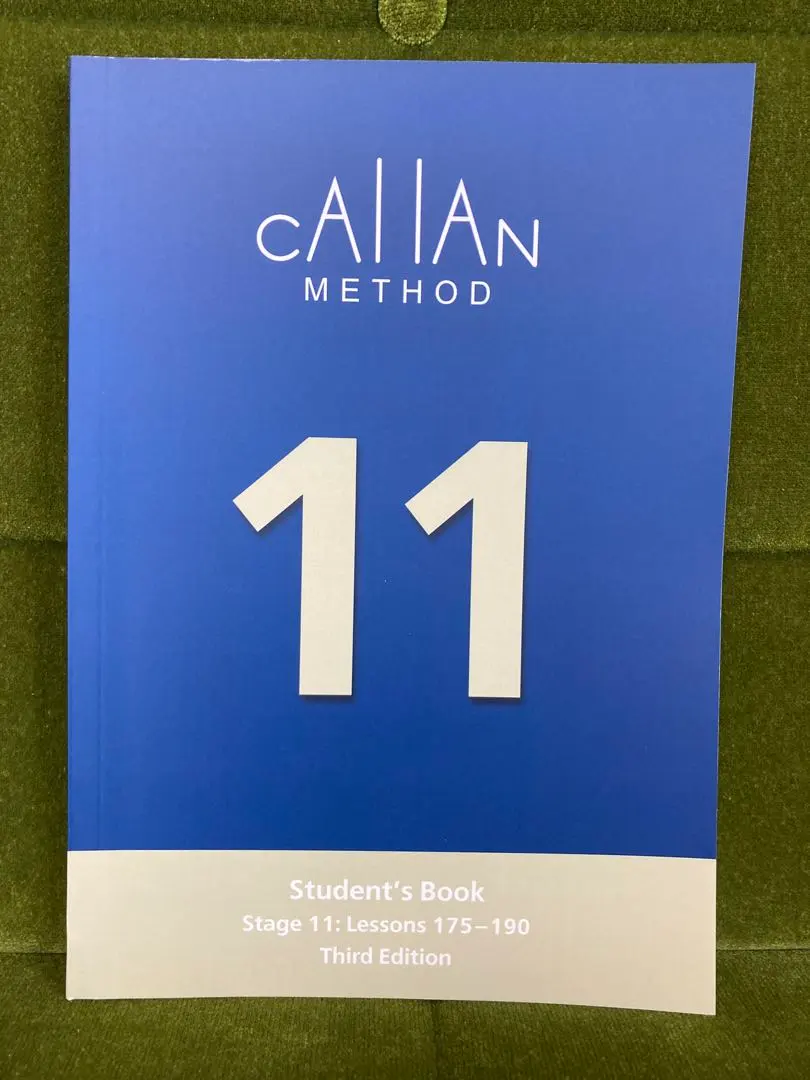 CALLAN
METHOD
11
Student's Book
Stage 11: Lessons 175–190
Third Edition